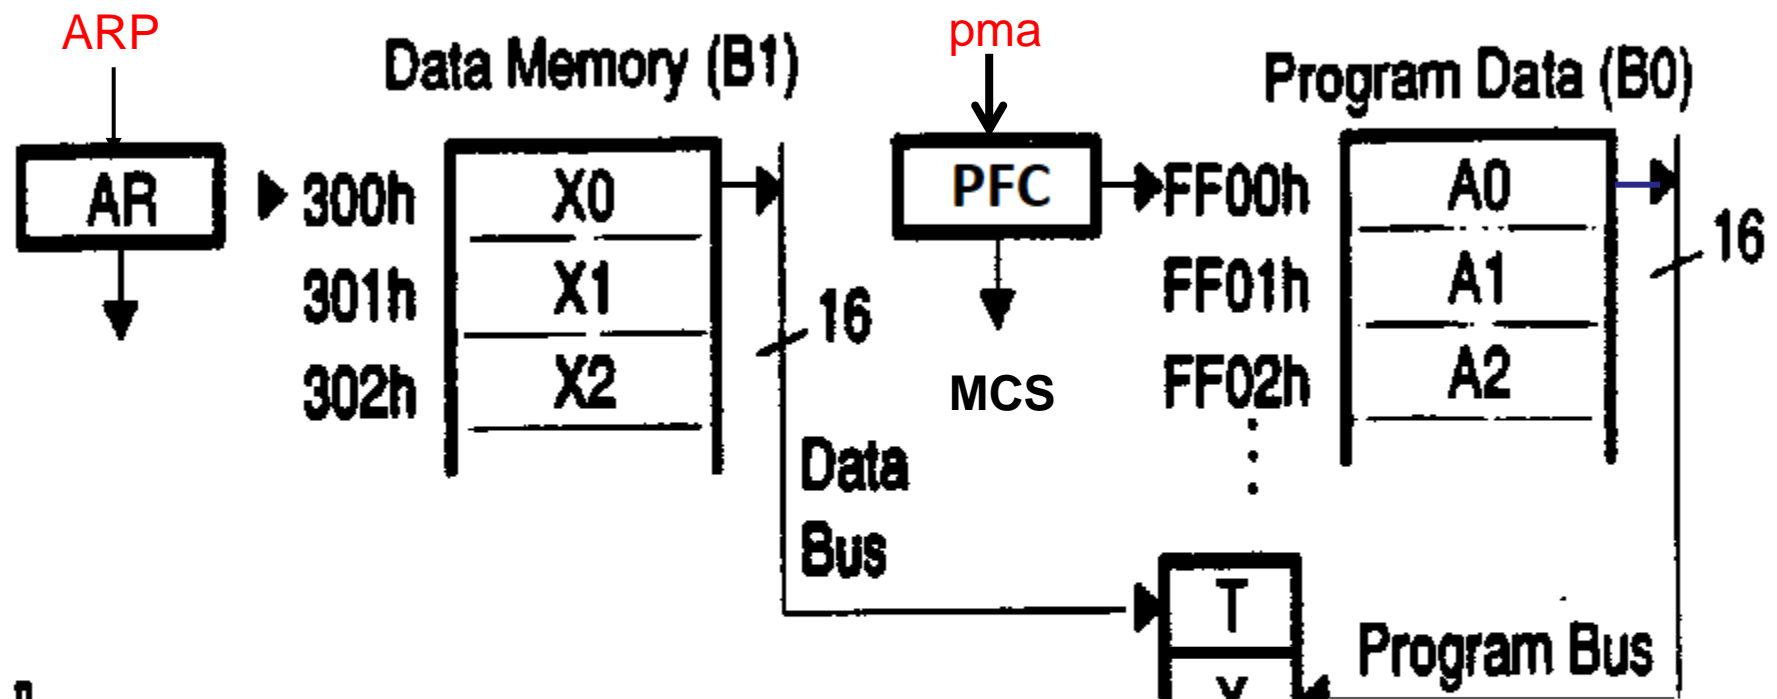 ARP
pma
Data Memory (B1)
Program Data (B0)
AR
300h
X0
PFC
FF00h
A0
16
301h
X1
16
FF01h
A1
302h
X2
MCS
FF02h
A2
Data
Bus
T
Program Bus